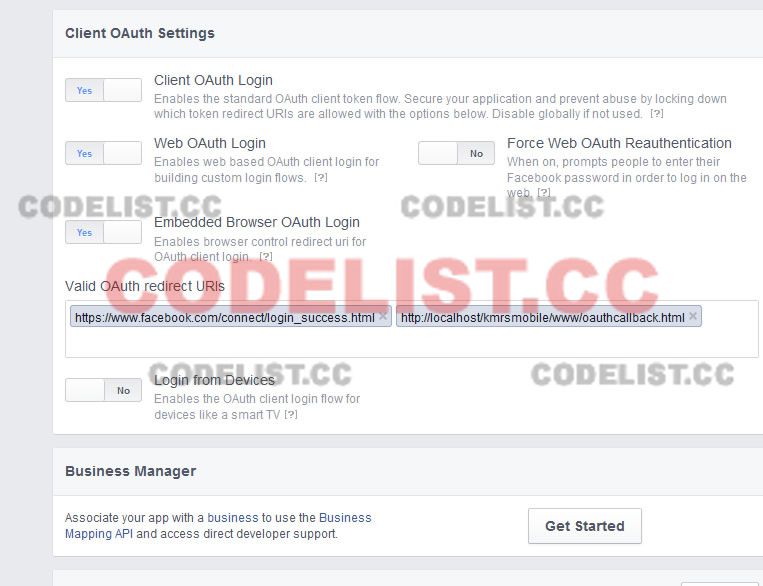 Client OAuth Settings
Yes
Client OAuth Login
Enables the standard OAuth client token flow. Secure your application and prevent abuse by locking down
which token redirect URIs are allowed with the options below. Disable globally if not used. [?]
Yes
Web OAuth Login
Enables web based OAuth client login for
building custom login flows. [?]
No
Force Web OAuth Reauthentication
When on, prompts people to enter their
Facebook password in order to log in on the
web. [?]
CODELIST.CC
CODELIST.CC
Yes
Embedded Browser OAuth Login
Enables browser control redirect uri for
OAuth client login. [?]
CODELIST.CC
Valid OAuth redirect URIs
https://www.facebook.com/connect/login_success.html ×
http://localhost/kmrsmobile/www/oauthcallback.html ×
CODELIST.CC
CODELIST.CC
No
Login from Devices
Enables the OAuth client login flow for
devices like a smart TV [?]
Business Manager
Associate your app with a business to use the Business
Mapping API and access direct developer support.
Get Started